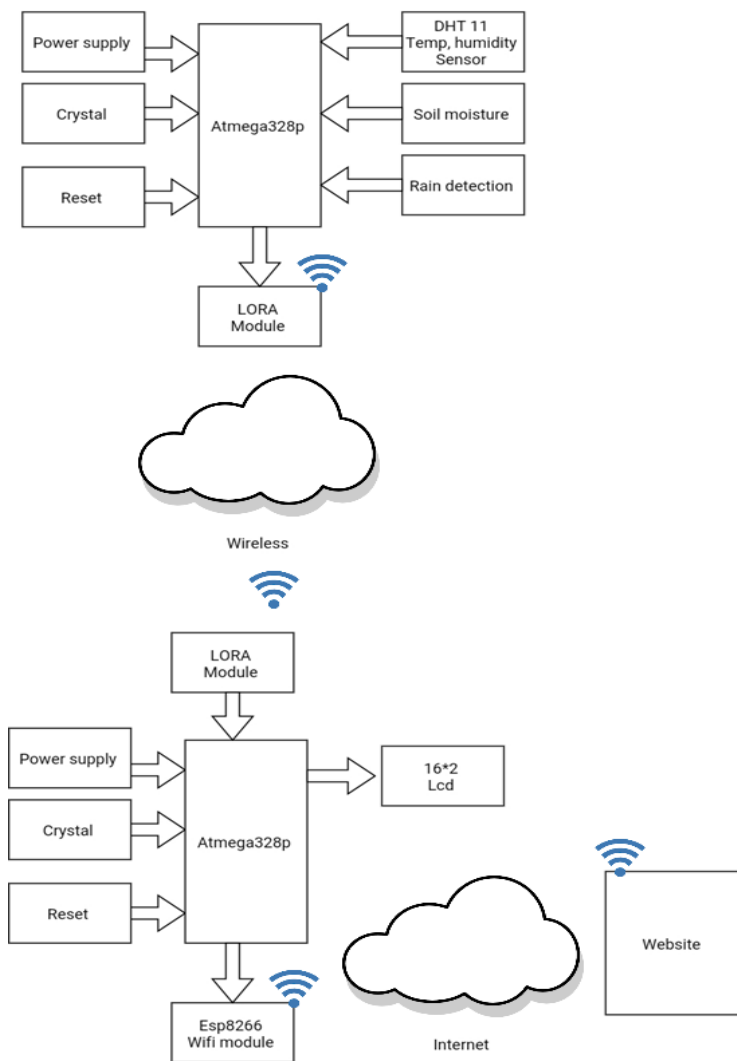 Power supply
DHT 11
Temp, humidity
Sensor
Crystal
Atmega328p
Soil moisture
Reset
Rain detection
LORA
Module
Wireless
LORA
Module
Power supply
16*2
Lcd
Crystal
Atmega328p
Reset
Website
Esp8266
Wifi module
Internet